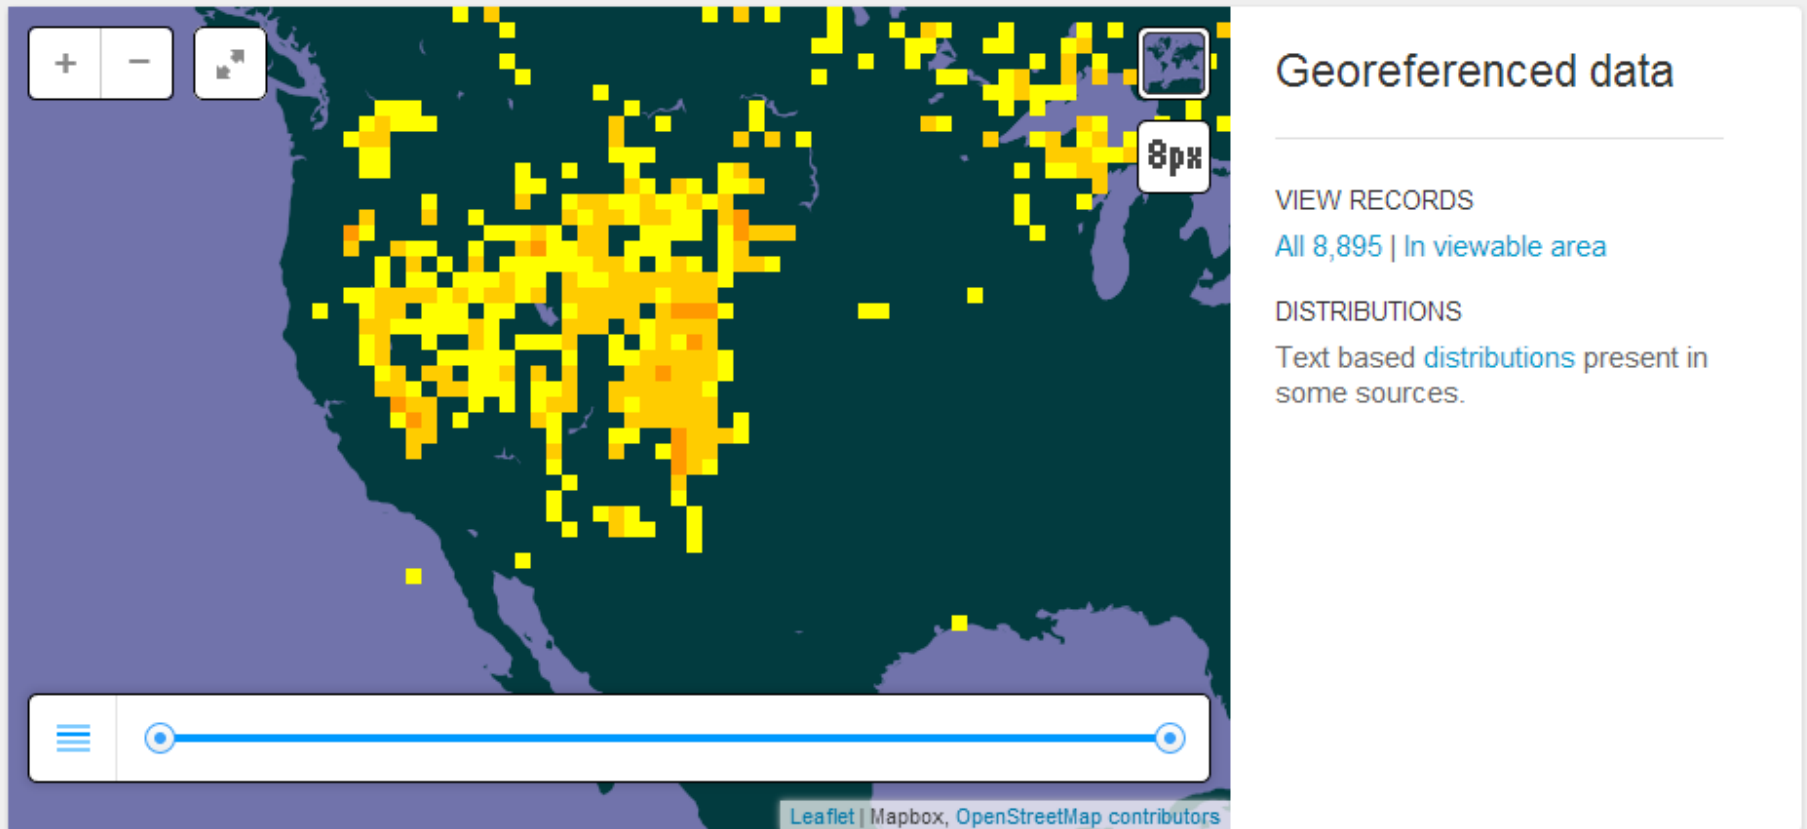 + −
8px
Georeferenced data
VIEW RECORDS
All 8,895 | In viewable area
DISTRIBUTIONS
Text based distributions present in
some sources.
Leaflet | Mapbox, OpenStreetMap contributors